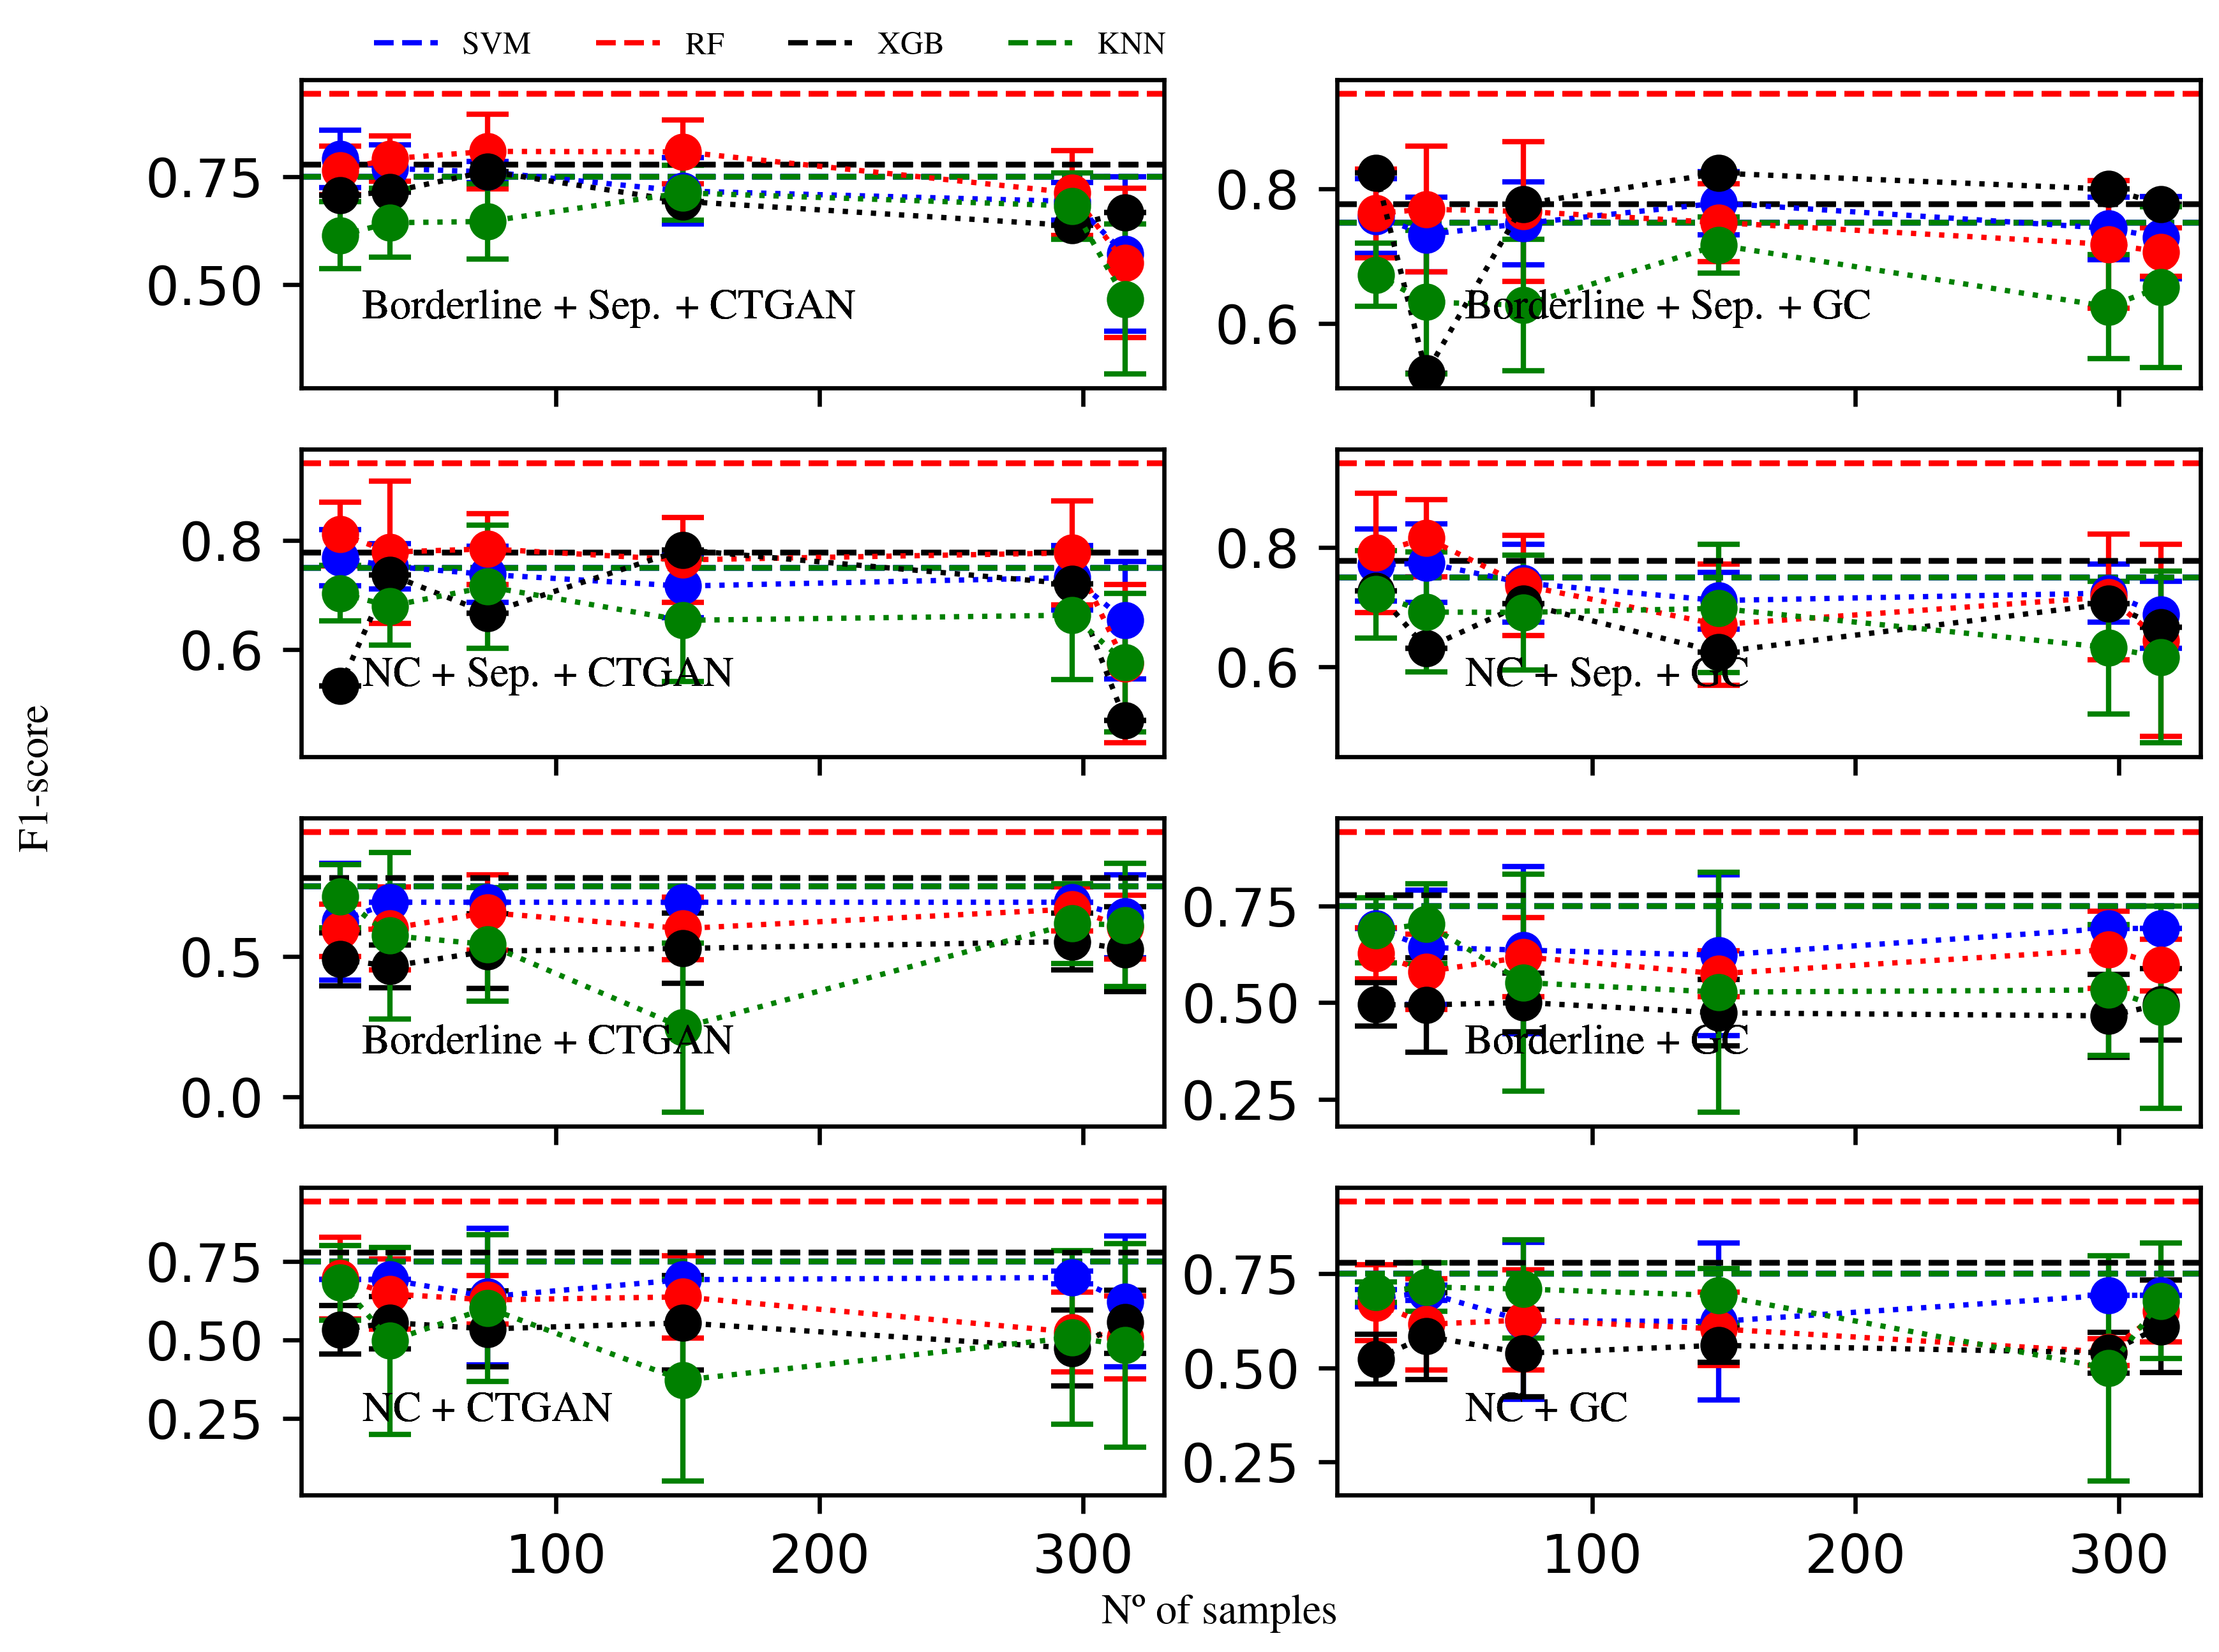 SVM RF XGB KNN
0.75
0.50
Borderline + Sep. + CTGAN
0.8
0.6
Borderline + Sep. + GC
0.8
0.6
NC + Sep. + CTGAN
0.8
0.6
NC + Sep. + GC
F1-score
0.5
0.0
Borderline + CTGAN
0.75
0.50
0.25
Borderline + GC
0.75
0.50
0.25
NC + CTGAN
100 200 300
0.75
0.50
0.25
NC + GC
100 200 300
Nº of samples